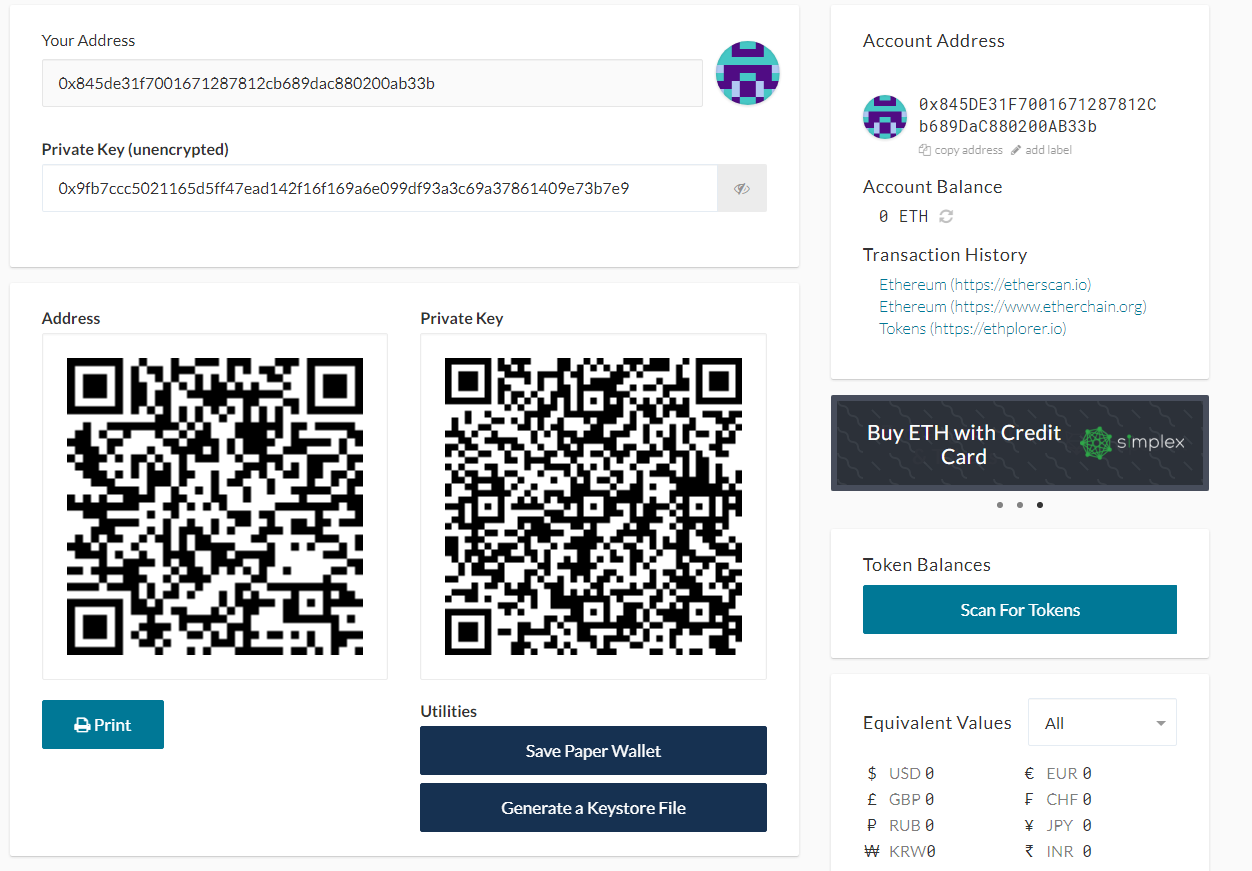 Your Address
0x845de31f7001671287812cb689dac880200ab33b
Private Key (unencrypted)
0x9fb7ccc5021165d5ff47ead142f16f169a6e099df93a3c69a37861409e73b7e9
Address
Private Key
Print
Utilities
Save Paper Wallet
Generate a Keystore File
Account Address
0x845DE31F7001671287812C
b689DaC880200AB33b
copy address add label
Account Balance
0 ETH
Transaction History
Ethereum (https://etherscan.io)
Ethereum (https://www.etherchain.org)
Tokens (https://ethplorer.io)
Buy ETH with Credit
Card
simplex
Token Balances
Scan For Tokens
Equivalent Values All
$ USD 0 € EUR 0
£ GBP 0 ₣ CHF 0
₽ RUB 0 ¥ JPY 0
₩ KRW0 ₹ INR 0